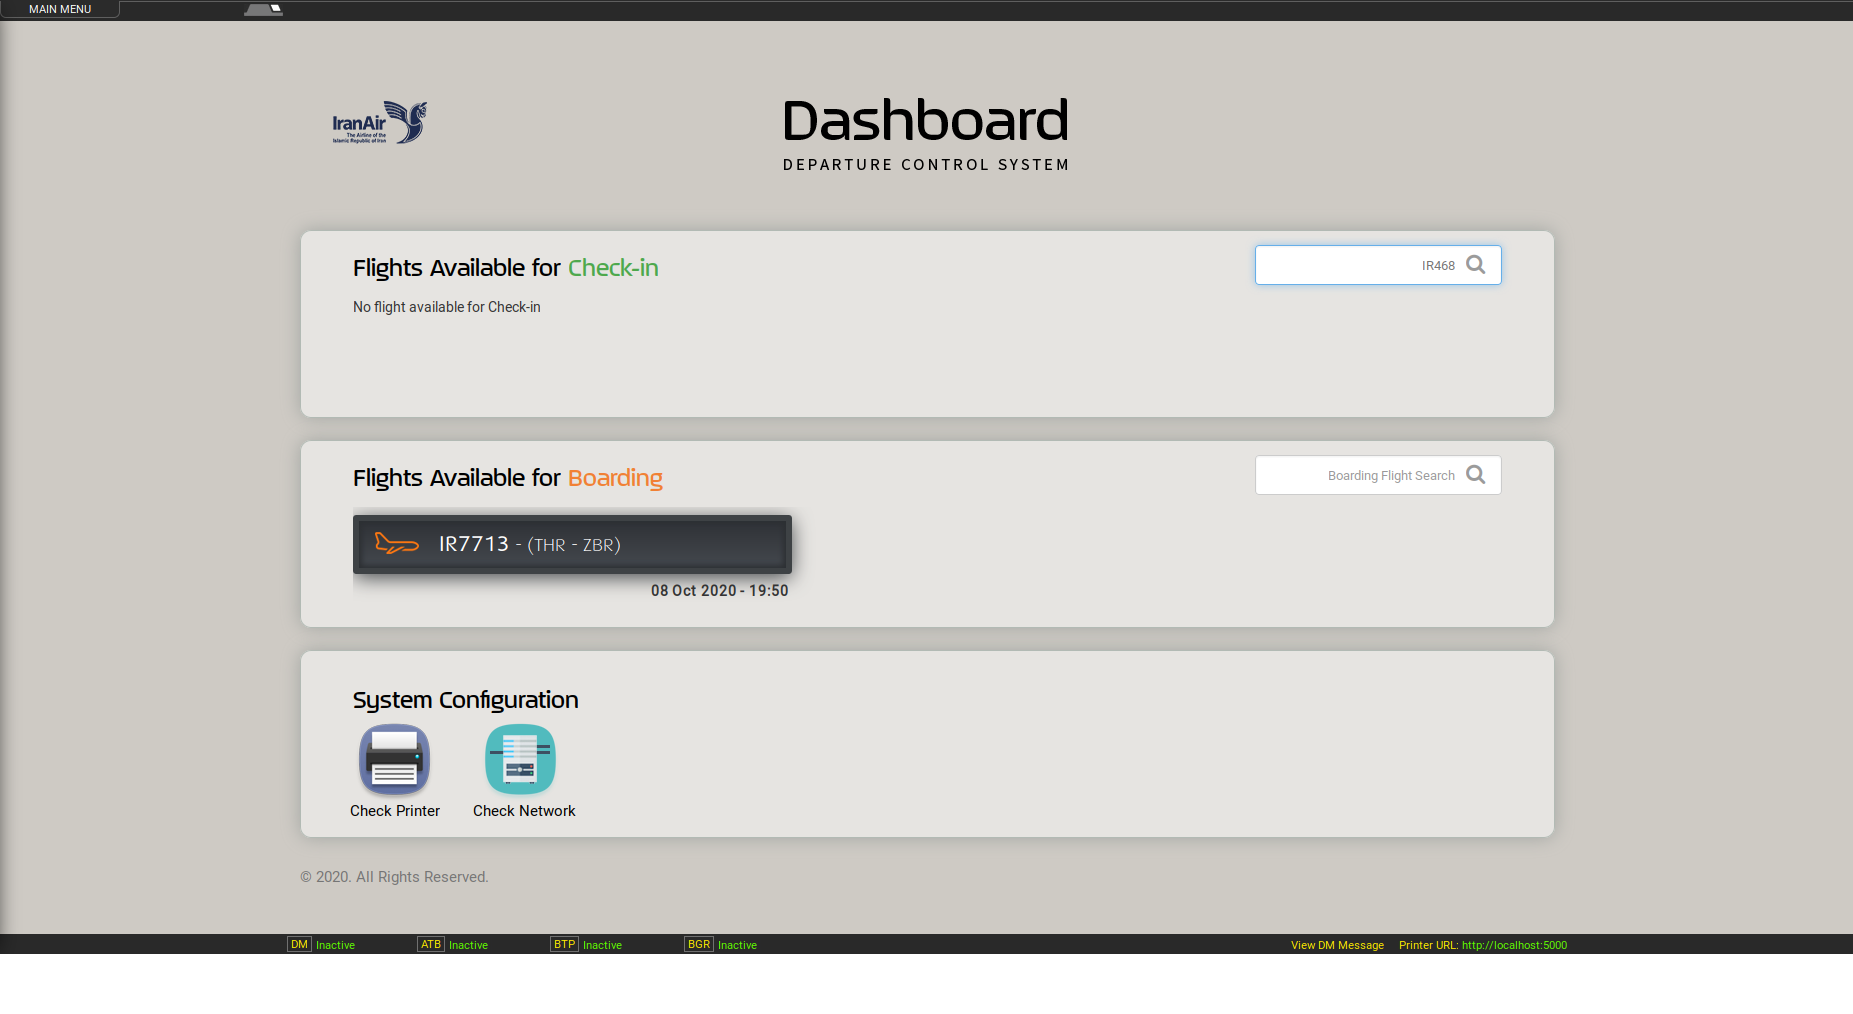 MAIN MENU
IranAir
The Airline of the
Islamic Republic of Iran
Dashboard
DEPARTURE CONTROL SYSTEM
Flights Available for Check-in
IR468
No flight available for Check-in
Flights Available for Boarding
Boarding Flight Search
IR7713 - (THR - ZBR)
08 Oct 2020 - 19:50
System Configuration
Check Printer
Check Network
© 2020. All Rights Reserved.
DM Inactive ATB Inactive BTP Inactive BGR Inactive View DM Message Printer URL: http://localhost:5000